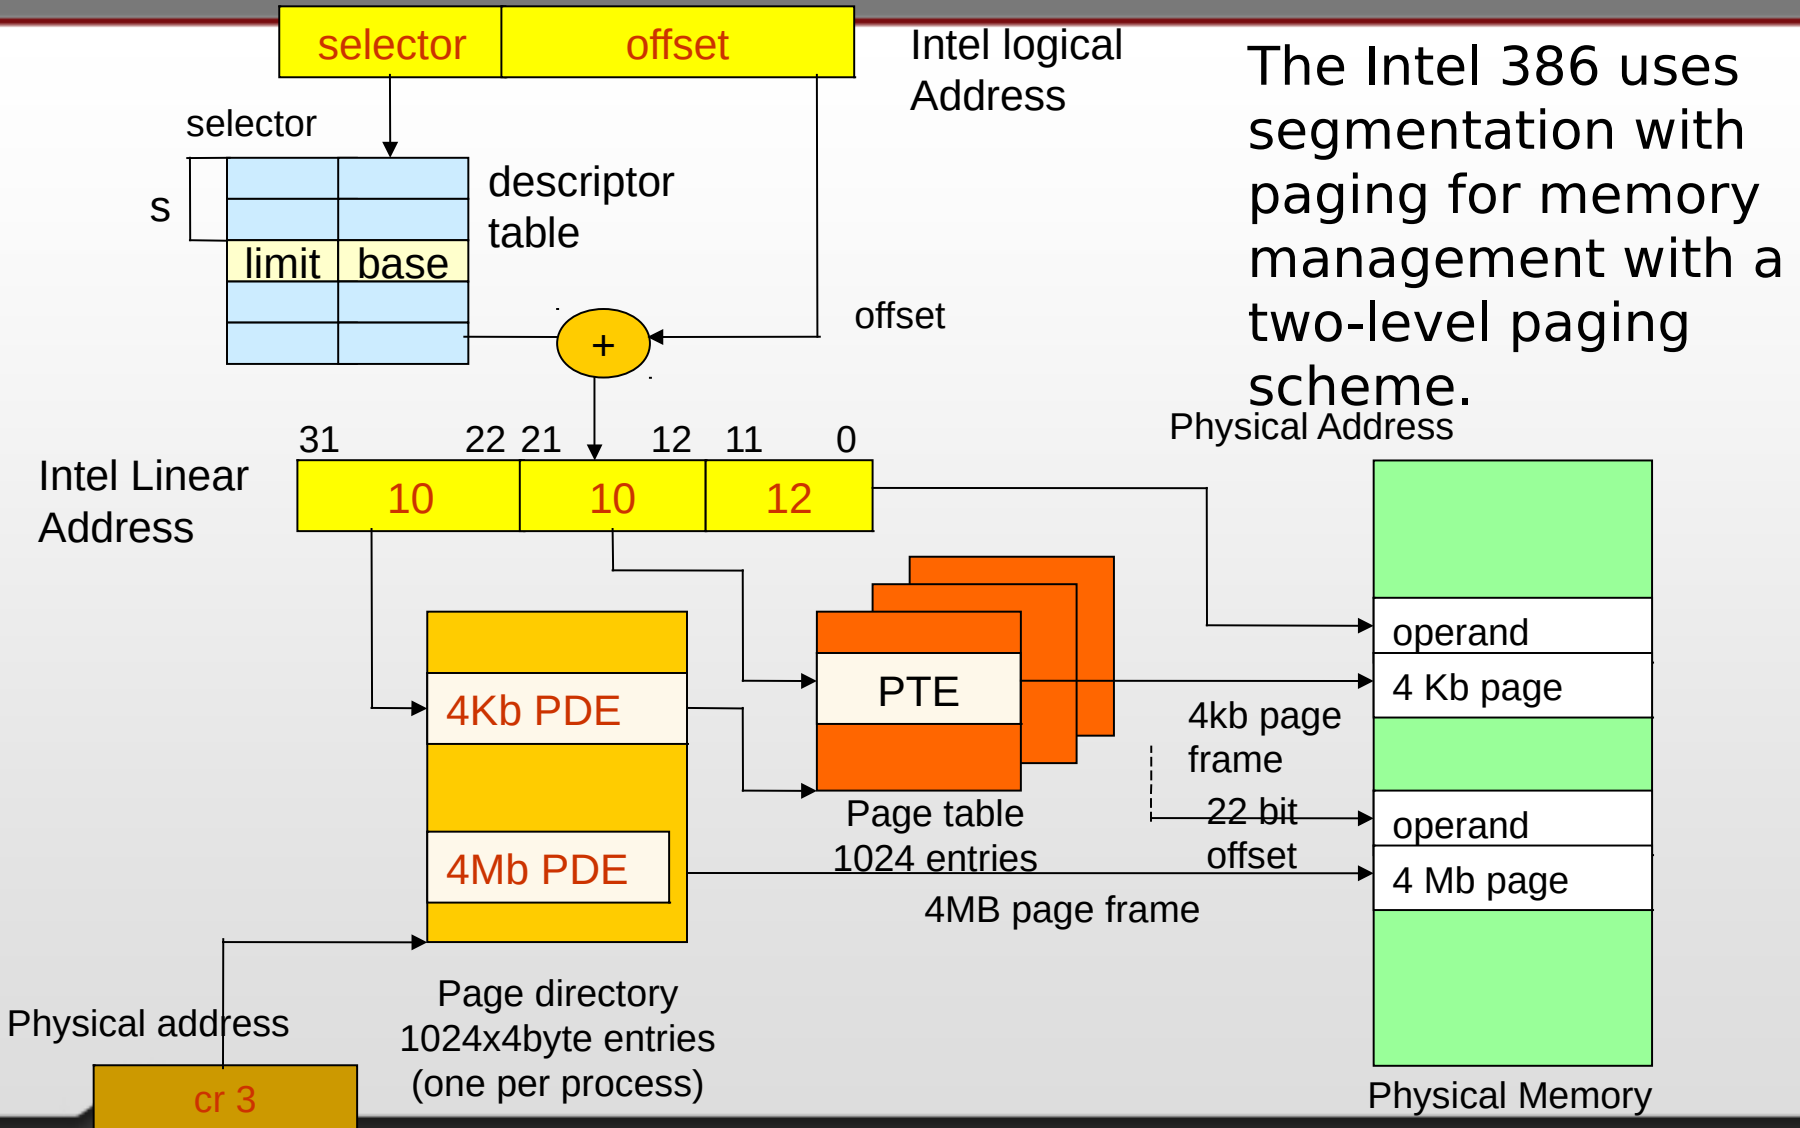 selector offset
Intel logical
Address
The Intel 386 uses
segmentation with
paging for memory
management with a
two-level paging
scheme.
selector
s
descriptor
table
limit base
+
offset
31 22 21 12 11 0
Intel Linear
Address
10 10 12
Physical Address
operand
4 Kb page
4Kb PDE
PTE
4kb page
frame
22 bit
offset
operand
4 Mb page
Page table
1024 entries
4Mb PDE
4MB page frame
Page directory
1024x4byte entries
(one per process)
Physical address
cr 3
Physical Memory